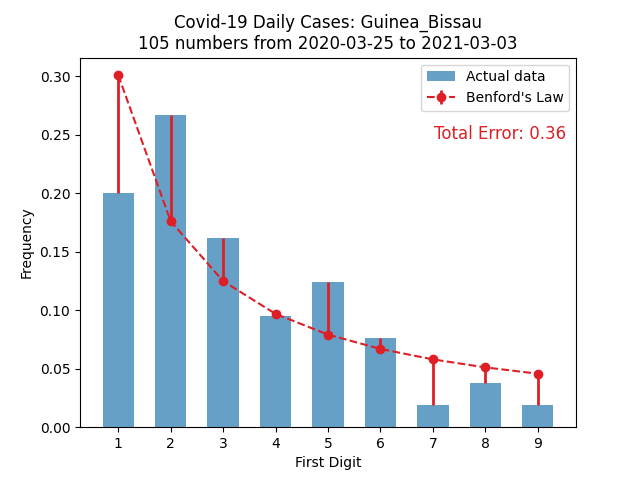 Covid-19 Daily Cases: Guinea_Bissau
105 numbers from 2020-03-25 to 2021-03-03
Actual data
Benford's Law
Total Error: 0.36
Frequency
0.30
0.25
0.20
0.15
0.10
0.05
0.00
1 2 3 4 5 6 7 8 9
First Digit